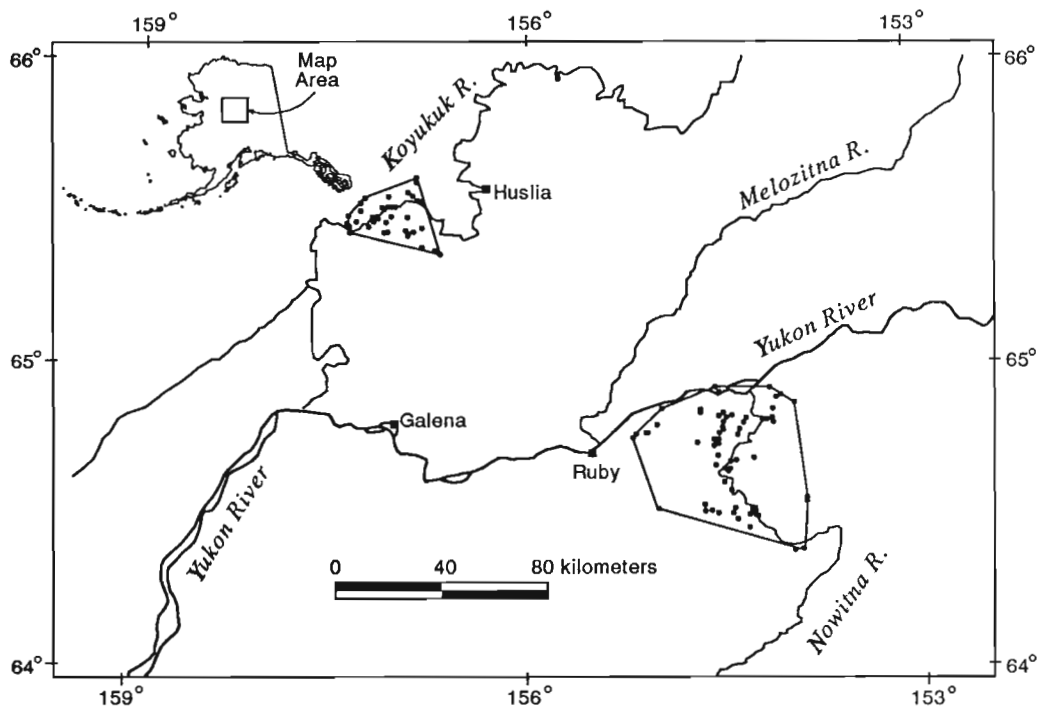 159°
156°
153°
66°
66°
Map
Area
Koyukuk R.
Huslia
Melozitna R.
Yukon River
65°
65°
Galena
Ruby
Yukon River
0 40 80 kilometers
Nowitna R.
64°
64°
159°
156°
153°